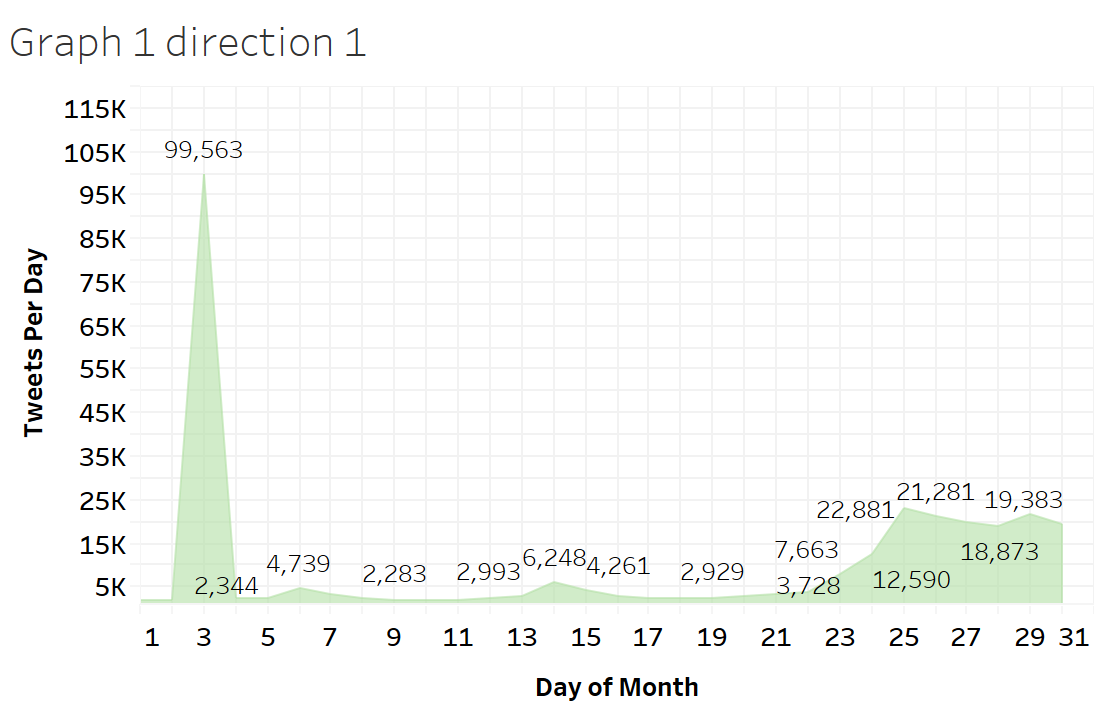 Graph 1 direction 1
Tweets Per Day
115K
105K
95K
85K
75K
65K
55K
45K
35K
25K
15K
5K
99,563
2,344
4,739
2,283
2,993
6,248
4,261
2,929
3,728
7,663
12,590
22,881
21,281
18,873
19,383
1 3 5 7 9 11 13 15 17 19 21 23 25 27 29 31
Day of Month